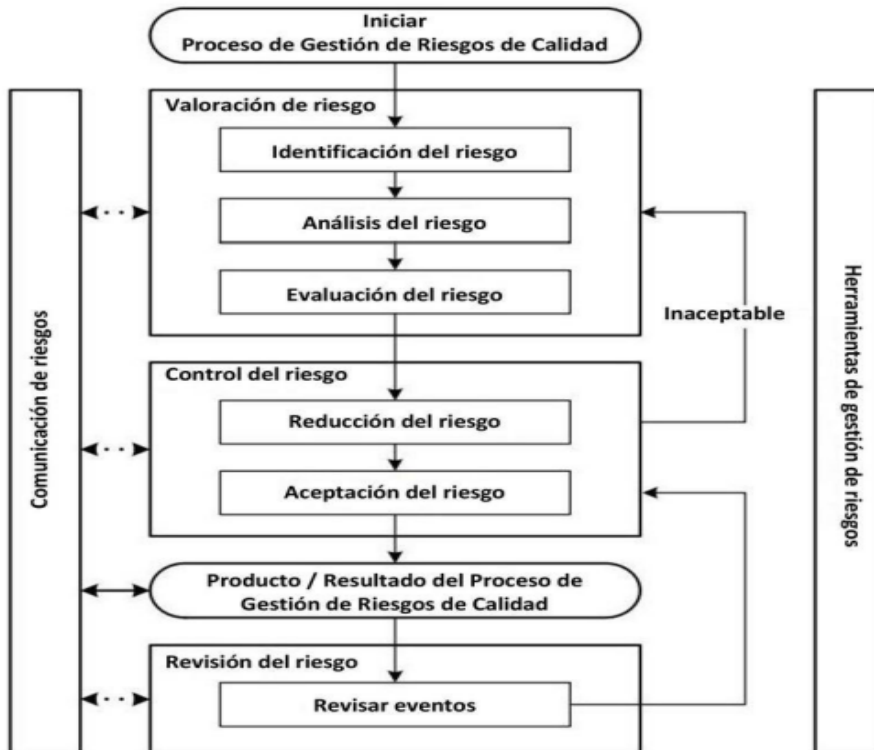 Iniciar
Proceso de Gestión de Riesgos de Calidad
Valoración de riesgo
Identificación del riesgo
Análisis del riesgo
Evaluación del riesgo
Inaceptable
Control del riesgo
Reducción del riesgo
Aceptación del riesgo
Producto / Resultado del Proceso de
Gestión de Riesgos de Calidad
Revisión del riesgo
Revisar eventos
Comunicación de riesgos
Herramientas de gestión de riesgos